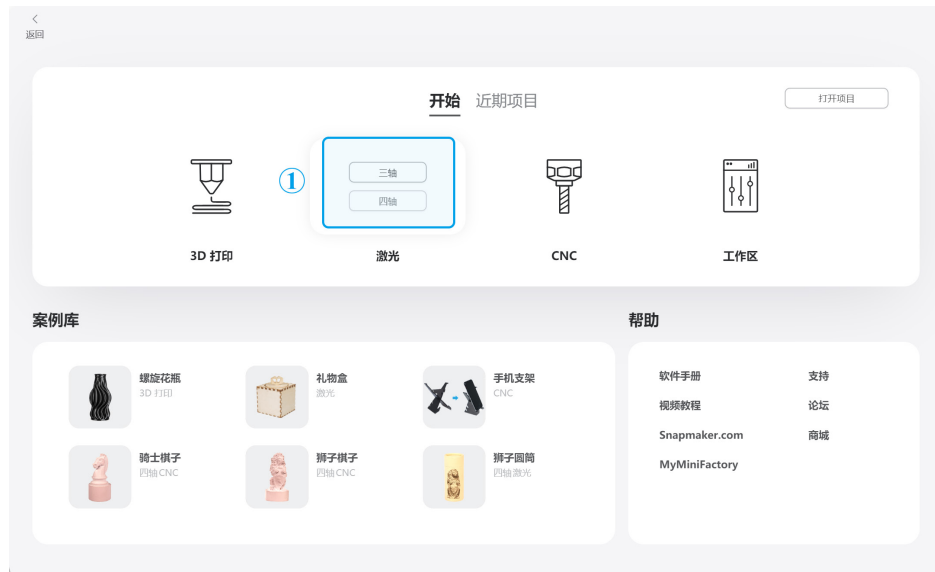 返回
开始 近期项目 打开项目
①
三轴
四轴
3D 打印 激光 CNC 工作区
案例库 帮助
螺旋花瓶
3D 打印
礼物盒
激光
手机支架
CNC
骑士棋子
四轴CNC
狮子棋子
四轴CNC
狮子圆筒
四轴激光
软件手册 支持
视频教程 论坛
Snapmaker.com 商城
MyMiniFactory